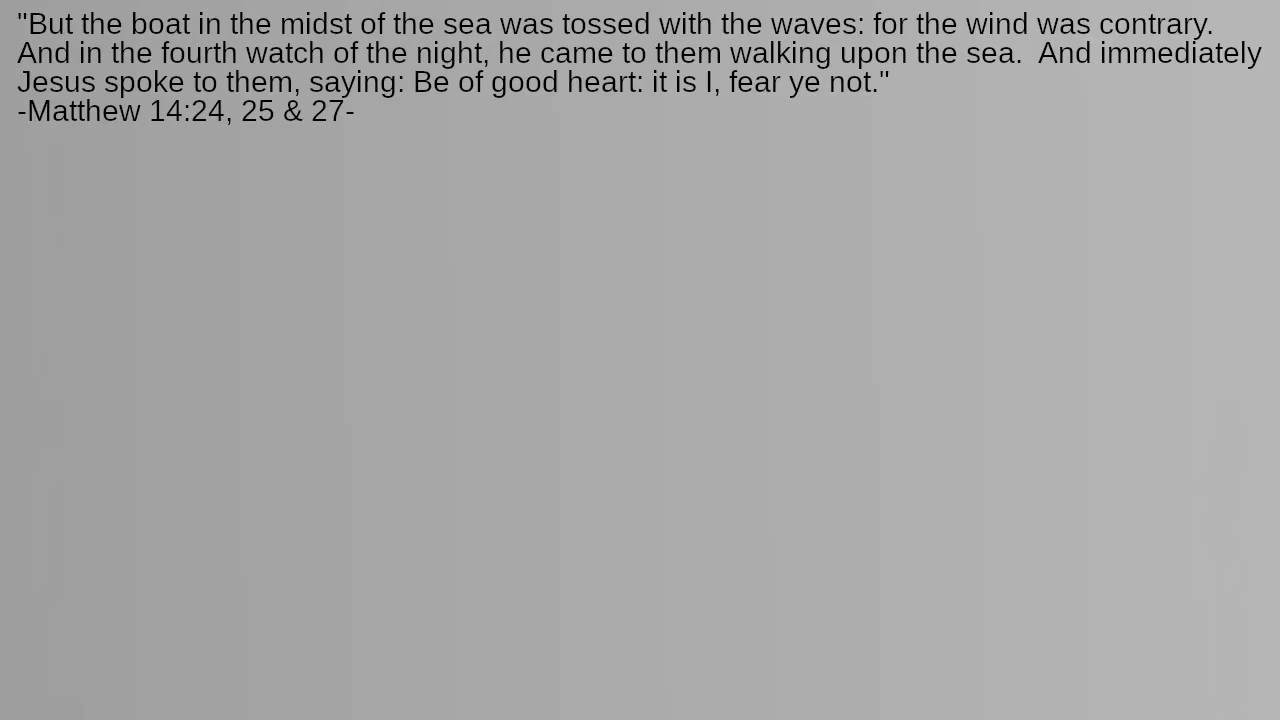 "But the boat in the midst of the sea was tossed with the waves: for the wind was contrary.
And in the fourth watch of the night, he came to them walking upon the sea.  And immediately
Jesus spoke to them, saying: Be of good heart: it is I, fear ye not."
-Matthew 14:24, 25 & 27-